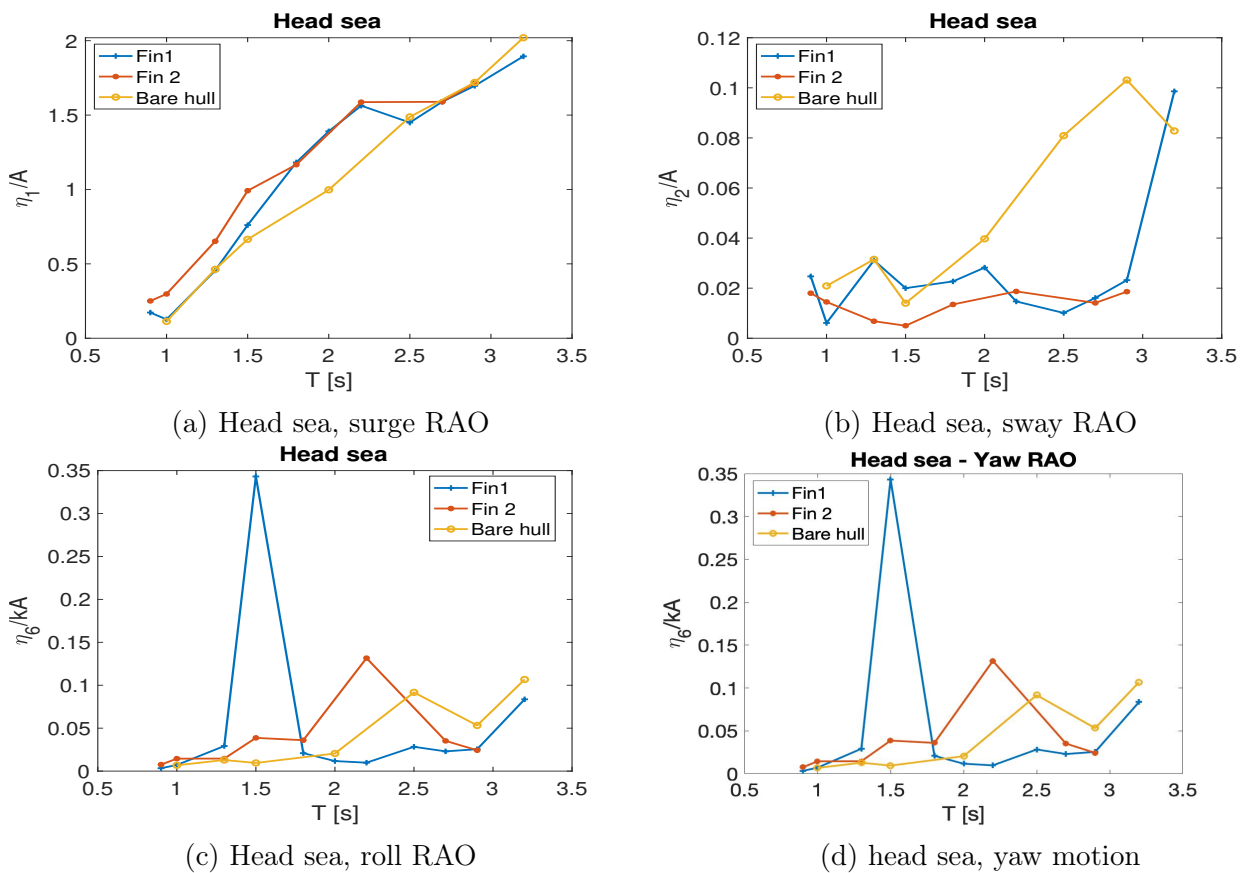 Head sea
Fin1
Fin 2
Bare hull
2
1.5
1
0.5
0
η1/A
0.5 1 1.5 2 2.5 3 3.5
T [s]
(a) Head sea, surge RAO
Head sea
Fin1
Fin 2
Bare hull
0.12
0.1
0.08
0.06
0.04
0.02
0
η2/A
0.5 1 1.5 2 2.5 3 3.5
T [s]
(b) Head sea, sway RAO
Head sea
Fin1
Fin 2
Bare hull
0.35
0.3
0.25
0.2
0.15
0.1
0.05
0
η6/kA
0.5 1 1.5 2 2.5 3 3.5
T [s]
(c) Head sea, roll RAO
Head sea - Yaw RAO
Fin1
Fin 2
Bare hull
0.35
0.3
0.25
0.2
0.15
0.1
0.05
0
η6/kA
0.5 1 1.5 2 2.5 3 3.5
T [s]
(d) head sea, yaw motion